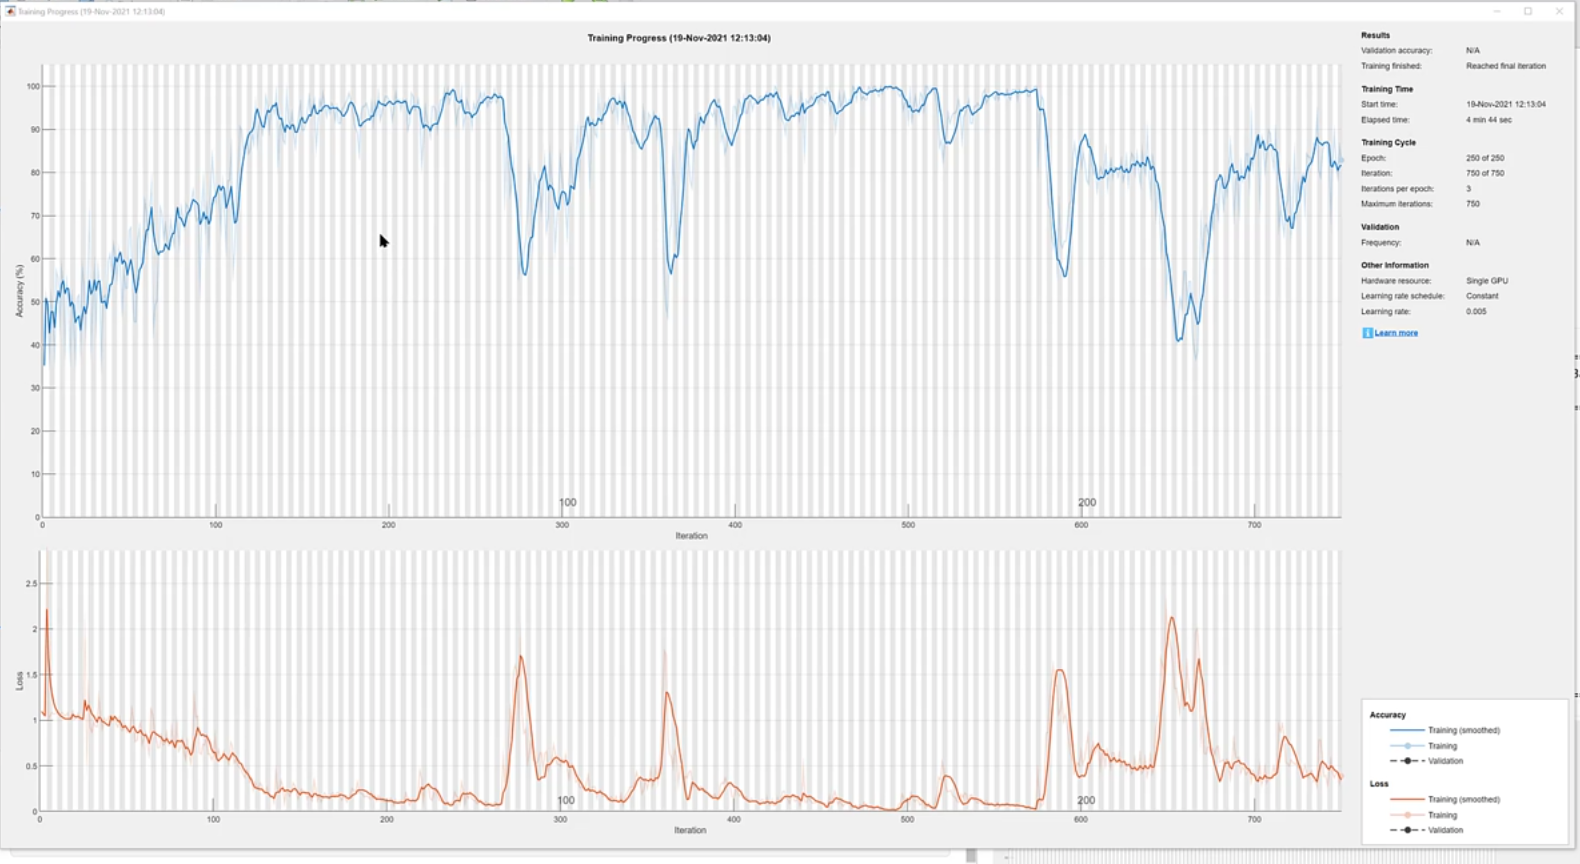 Training Progress (19-Nov-2021 12:13:04)
Training Progress (19-Nov-2021 12:13:04)
Accuracy (%)
100
90
80
70
60
50
40
30
20
10
0
100
200
0
100
200
300
400
500
600
700
Iteration
Loss
2.5
2
1.5
1
0.5
0
100
200
0
100
200
300
400
500
600
700
Iteration
Results
Validation accuracy: N/A
Training finished: Reached final iteration
Training Time
Start time: 19-Nov-2021 12:13:04
Elapsed time: 4 min 44 sec
Training Cycle
Epoch: 250 of 250
Iteration: 750 of 750
Iterations per epoch: 3
Maximum iterations: 750
Validation
Frequency: N/A
Other Information
Hardware resource: Single GPU
Learning rate schedule: Constant
Learning rate: 0.005
Learn more
Accuracy
Training (smoothed)
Training
Validation
Loss
Training (smoothed)
Training
Validation